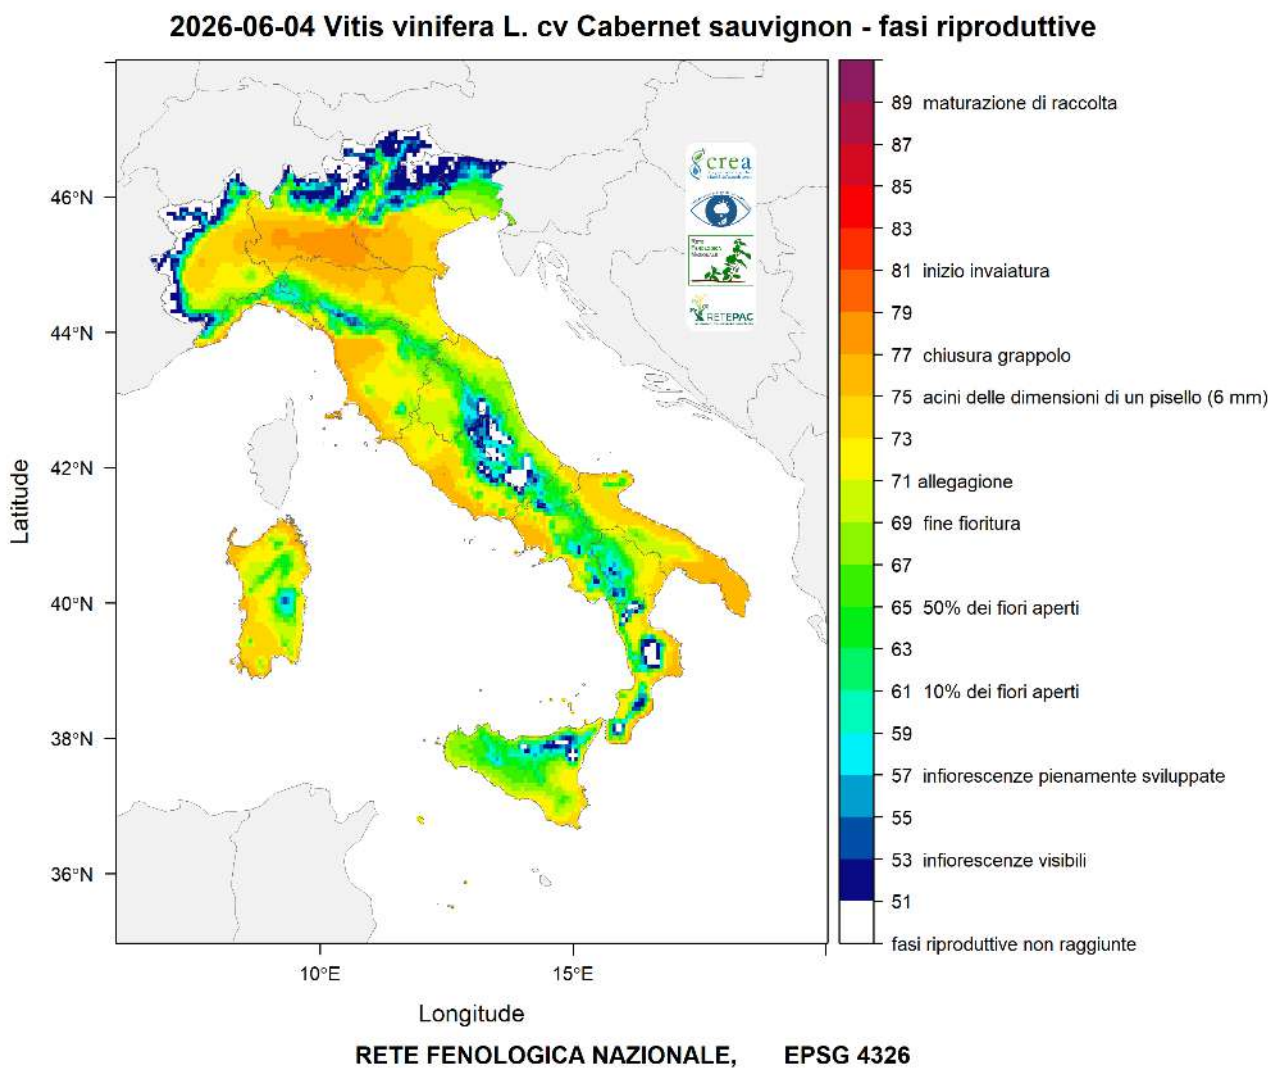 2026-06-04 Vitis vinifera L. cv Cabernet sauvignon - fasi riproduttive
89 maturazione di raccolta
87
85
83
81 inizio invaiatura
79
77 chiusura grappolo
75 acini delle dimensioni di un pisello (6 mm)
73
71 allegagione
69 fine fioritura
67
65 50% dei fiori aperti
63
61 10% dei fiori aperti
59
57 infiorescenze pienamente sviluppate
55
53 infiorescenze visibili
51
fasi riproduttive non raggiunte
crea
RETEPAC
Latitude
46°N
44°N
42°N
40°N
38°N
36°N
10°E
15°E
Longitude
RETE FENOLOGICA NAZIONALE, EPSG 4326